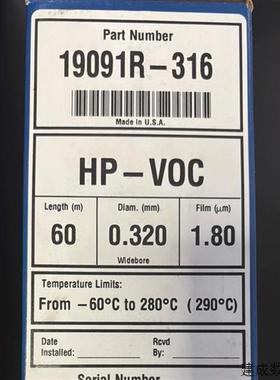 Part Number
19091R-316
Made in U.S.A.
HP-VOC
Length (m) Diam. (mm) Film (µm)
60 0.320 1.80
Widebore
Temperature Limits:
From -60°C to 280°C (290°C)
Date Rcvd
Installed: By:
Serial Number